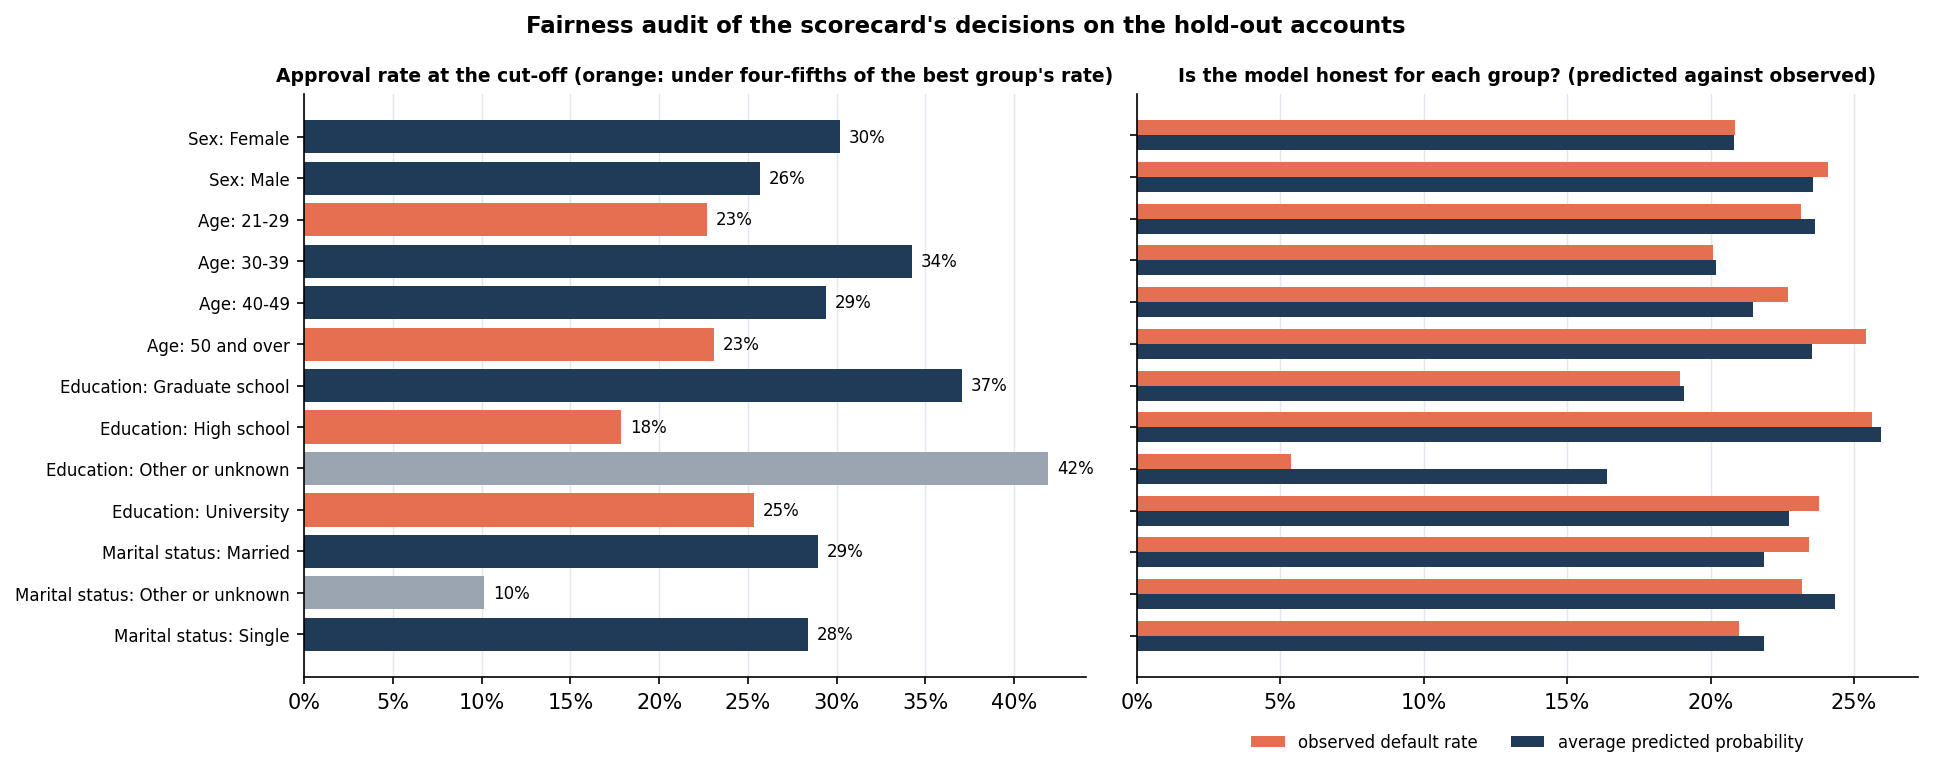 Fairness audit of the scorecard's decisions on the hold-out accounts
Approval rate at the cut-off (orange: under four-fifths of the best group's rate)
Sex: Female 30%
Sex: Male 26%
Age: 21-29 23%
Age: 30-39 34%
Age: 40-49 29%
Age: 50 and over 23%
Education: Graduate school 37%
Education: High school 18%
Education: Other or unknown 42%
Education: University 25%
Marital status: Married 29%
Marital status: Other or unknown 10%
Marital status: Single 28%
0% 5% 10% 15% 20% 25% 30% 35% 40%
Is the model honest for each group? (predicted against observed)
0% 5% 10% 15% 20% 25%
observed default rate average predicted probability